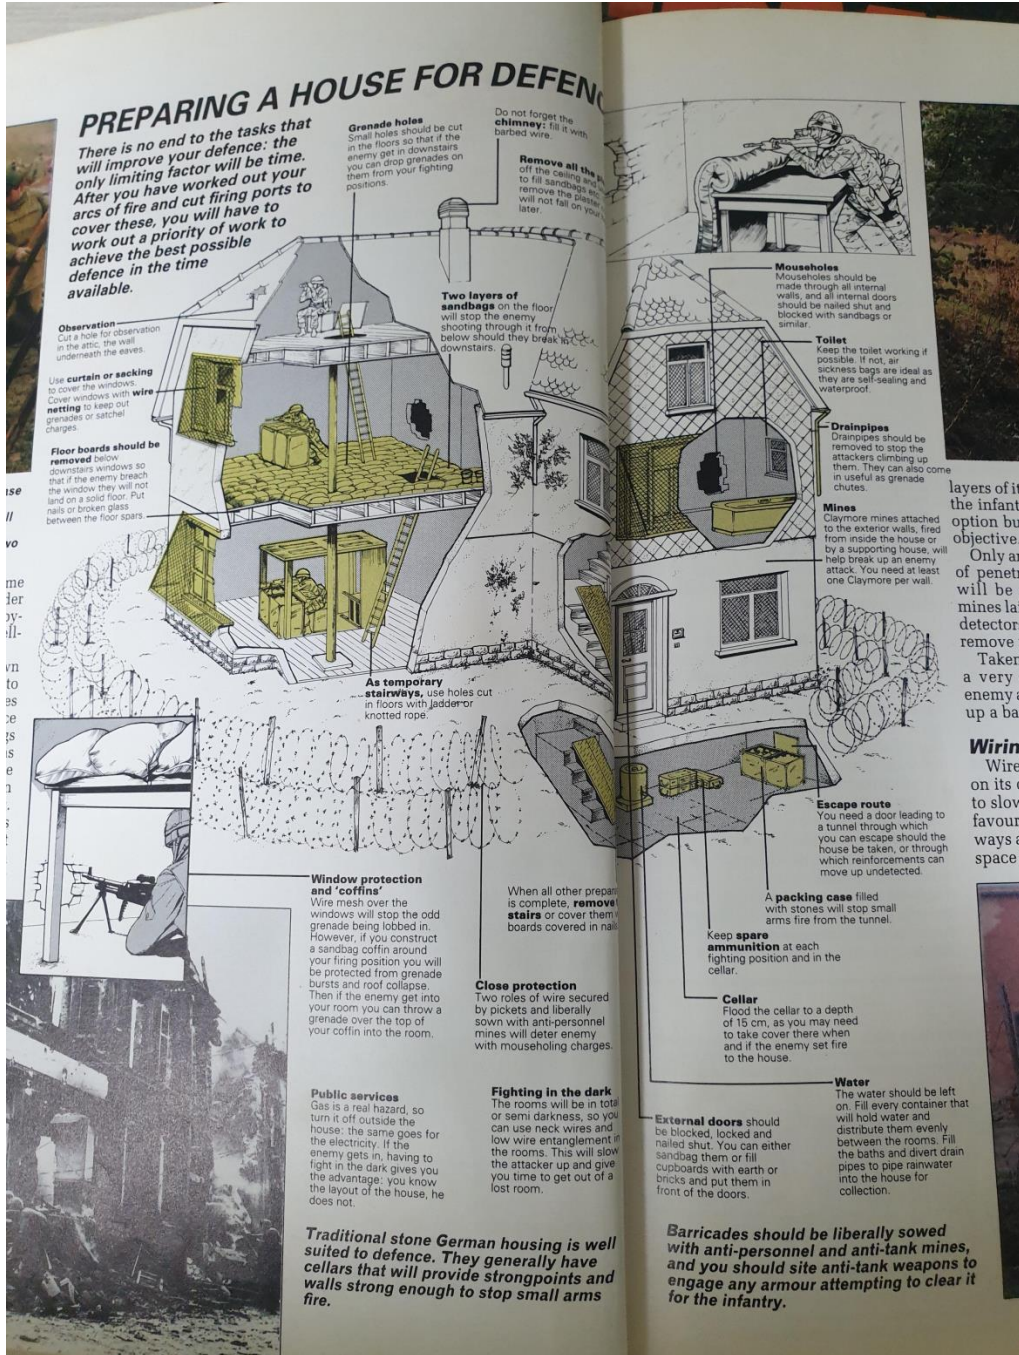 PREPARING A HOUSE FOR DEFENC
There is no end to the tasks that
will improve your defence: the
only limiting factor will be time.
After you have worked out your
arcs of fire and cut firing ports to
cover these, you will have to
work out a priority of work to
achieve the best possible
defence in the time
available.
Grenade holes
Small holes should be cut
in the floors so that if the
enemy get in downstairs
you can drop grenades on
them from your fighting
positions.
Do not forget the
chimney: fill it with
barbed wire.
Remove all the
off the ceiling and
to fill sandbags
remove the plaster
will not fall on your
later.
Two layers of
sandbags on the floor
will stop the enemy
shooting through it from
below should they break in
downstairs.
Observation
Cut a hole for observation
in the attic, the wall
underneath the eaves.
Use curtain or sacking
to cover the windows.
Cover windows with wire
netting to keep out
grenades or satchel
charges.
Floor boards should be
removed below
downstairs windows so
that if the enemy breach
the window they will not
land on a solid floor. Put
nails or broken glass
between the floor spars.
Mouseholes
Mouseholes should be
made through all internal
walls, and all internal doors
should be nailed shut and
blocked with sandbags or
similar.
Toilet
Keep the toilet working if
possible. If not, air
sickness bags are ideal as
they are self-sealing and
waterproof.
Drainpipes
Drainpipes should be
removed to stop the
attackers climbing up
them. They can also come
in useful as grenade
chutes.
Mines
Claymore mines attached
to the exterior walls, fired
from inside the house or
by a supporting house, will
help break up an enemy
attack. You need at least
one Claymore per wall.
As temporary
stairways, use holes cut
in floors with ladder or
knotted rope.
Escape route
You need a door leading to
a tunnel through which
you can escape should the
house be taken, or through
which reinforcements can
move up undetected.
A packing case filled
with stones will stop small
arms fire from the tunnel.
Keep spare
ammunition at each
fighting position and in the
cellar.
Window protection
and 'coffins'
Wire mesh over the
windows will stop the odd
grenade being lobbed in.
However, if you construct
a sandbag coffin around
your firing position you will
be protected from grenade
bursts and roof collapse.
Then if the enemy get into
your room you can throw a
grenade over the top of
your coffin into the room.
When all other prepar
is complete, remove
stairs or cover them
boards covered in nail
Close protection
Two roles of wire secured
by pickets and liberally
sown with anti-personnel
mines will deter enemy
with mouseholing charges.
Cellar
Flood the cellar to a depth
of 15 cm, as you may need
to take cover there when
and if the enemy set fire
to the house.
Public services
Gas is a real hazard, so
turn it off outside the
house: the same goes for
the electricity. If the
enemy gets in, having to
fight in the dark gives you
the advantage: you know
the layout of the house, he
does not.
Fighting in the dark
The rooms will be in total
or semi darkness, so you
can use neck wires and
low wire entanglement in
the rooms. This will slow
the attacker up and give
you time to get out of a
lost room.
External doors should
be blocked, locked and
nailed shut. You can either
sandbag them or fill
cupboards with earth or
bricks and put them in
front of the doors.
Water
The water should be left
on. Fill every container that
will hold water and
distribute them evenly
between the rooms. Fill
the baths and divert drain
pipes to pipe rainwater
into the house for
collection.
Traditional stone German housing is well
suited to defence. They generally have
cellars that will provide strongpoints and
walls strong enough to stop small arms
fire.
Barricades should be liberally sowed
with anti-personnel and anti-tank mines,
and you should site anti-tank weapons to
engage any armour attempting to clear it
for the infantry.
layers of it
the infant
option bu
objective.
Only a
of penetr
will be
mines la
detector
remove
Taken
a very
enemy a
up a ba
Wirin
Wire
on its
to slow
favour
ways a
space